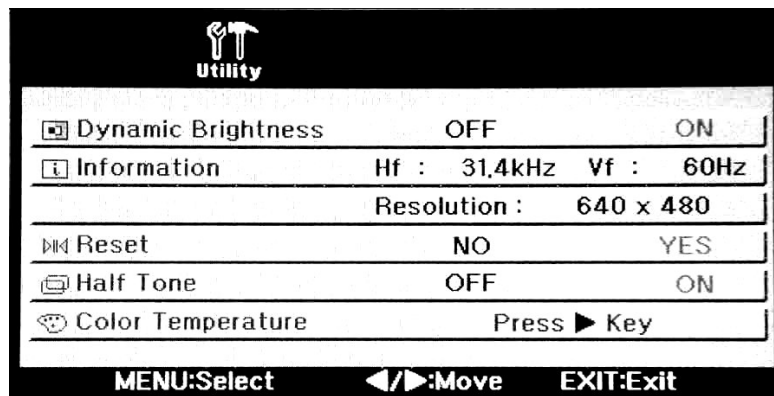 Utility
Dynamic Brightness OFF ON
i Information Hf : 31.4kHz Vf : 60Hz
Resolution : 640 x 480
Reset NO YES
Half Tone OFF ON
Color Temperature Press ▶ Key
MENU:Select ◀/▶:Move EXIT:Exit